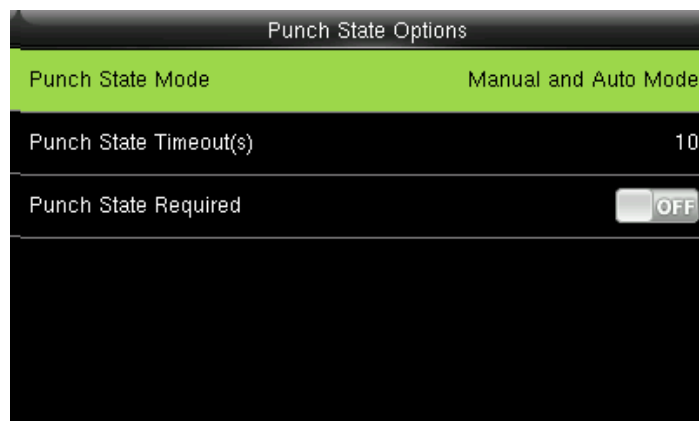 Punch State Options
Punch State Mode Manual and Auto Mode
Punch State Timeout(s) 10
Punch State Required OFF